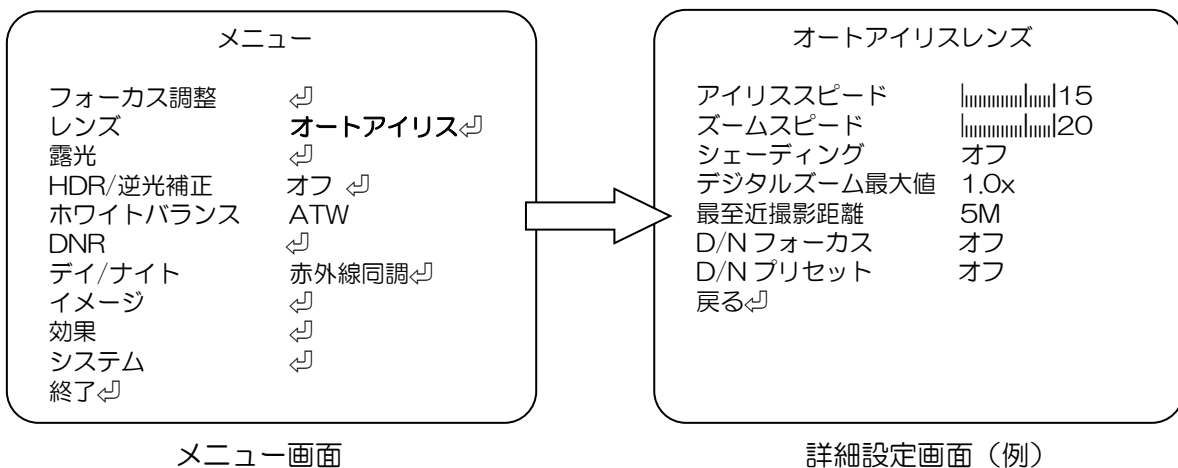 メニュー
フォーカス調整 ⏎
レンズ オートアイリス⏎
露光 ⏎
HDR/逆光補正 オフ ⏎
ホワイトバランス ATW
DNR ⏎
デイ/ナイト 赤外線同調⏎
イメージ ⏎
効果 ⏎
システム ⏎
終了⏎
メニュー画面
オートアイリスレンズ
アイリススピード 15
ズームスピード 20
シェーディング オフ
デジタルズーム最大値 1.0x
最至近撮影距離 5M
D/N フォーカス オフ
D/N プリセット オフ
戻る⏎
詳細設定画面（例）